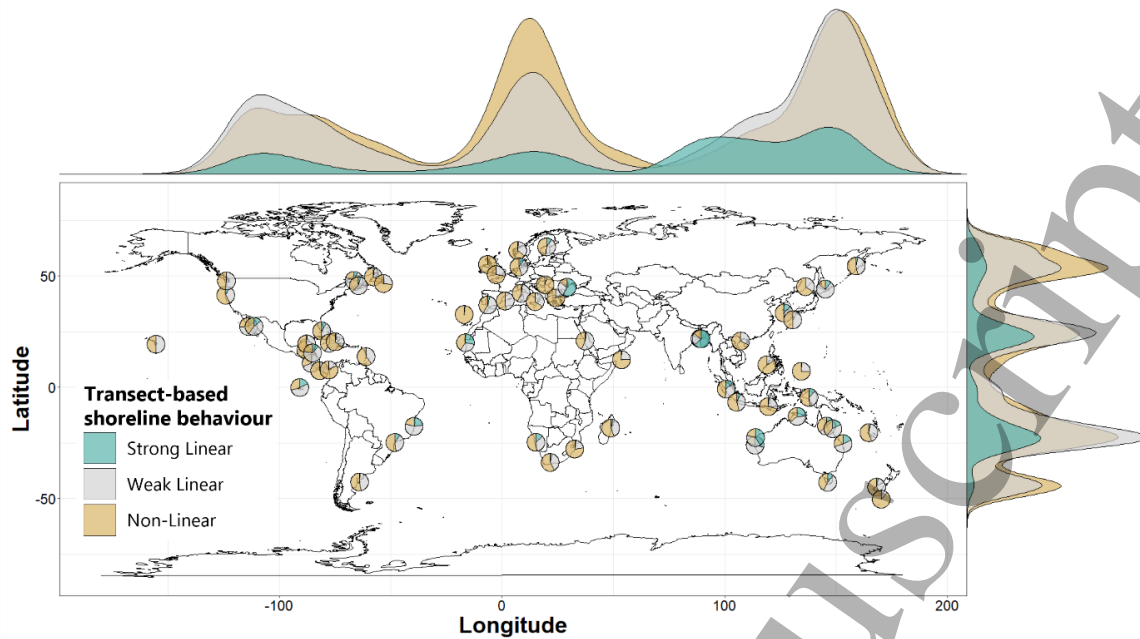 50
0
-50
Latitude
Transect-based
shoreline behaviour
Strong Linear
Weak Linear
Non-Linear
-100
0
100
200
Longitude
uscript